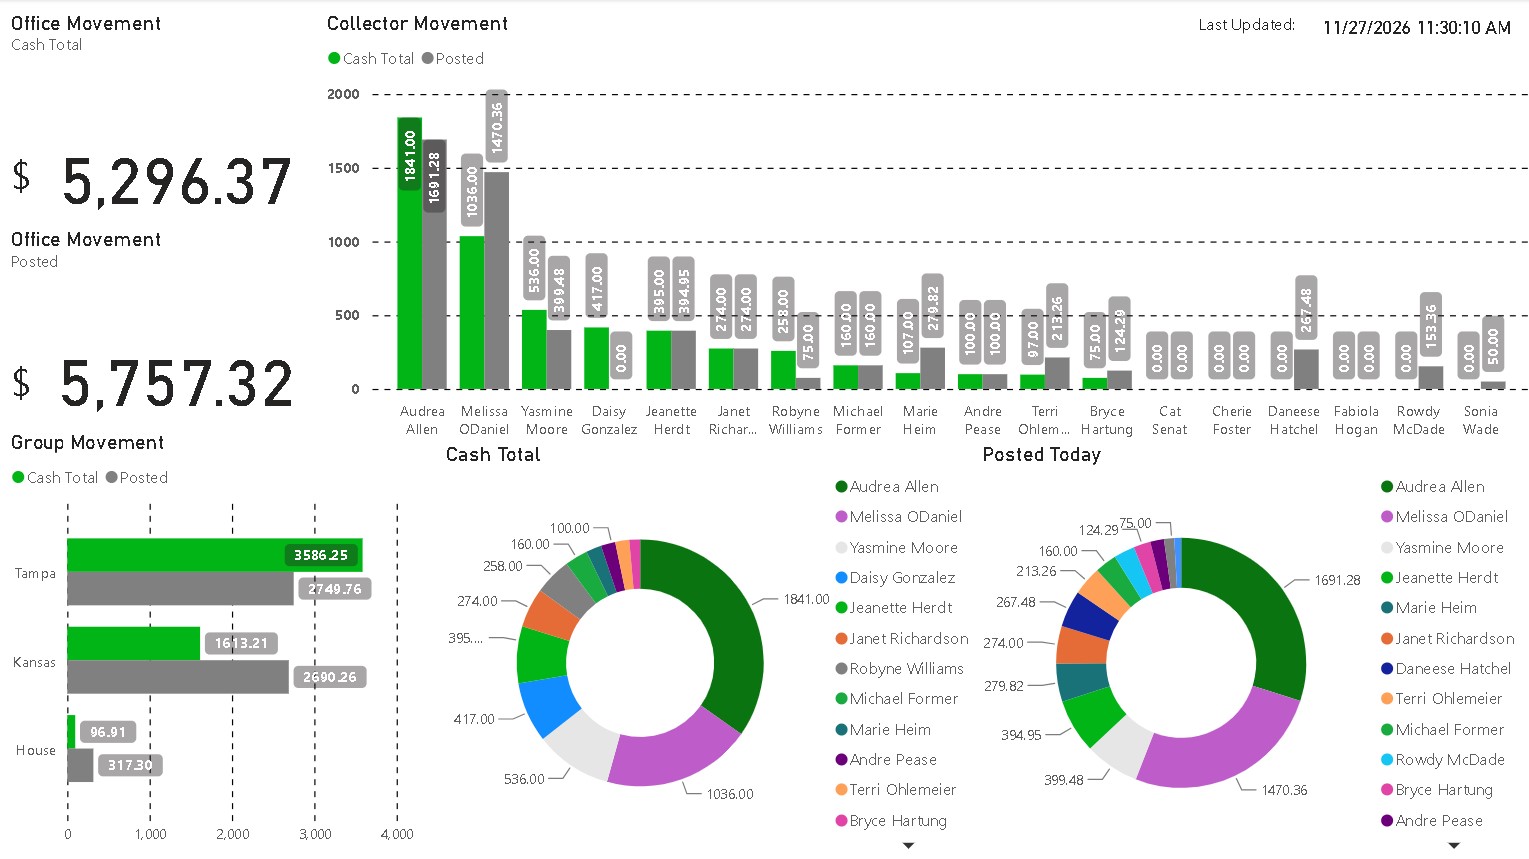 Office Movement
Cash Total
$ 5,296.37
Office Movement
Posted
$ 5,757.32
Collector Movement
Cash Total Posted
Last Updated: 11/27/2026 11:30:10 AM
2000
1500
1000
500
0
1841.00
1691.28
1036.00
1470.36
536.00
399.48
417.00
0.00
395.00
394.95
274.00
274.00
258.00
75.00
160.00
160.00
107.00
279.82
100.00
100.00
97.00
213.26
75.00
124.29
0.00
0.00
0.00
0.00
0.00
267.48
0.00
0.00
0.00
153.36
0.00
50.00
Audrea Allen
Melissa ODaniel
Yasmine Moore
Daisy Gonzalez
Jeanette Herdt
Janet Richar...
Robyne Williams
Michael Former
Marie Heim
Andre Pease
Terri Ohlem...
Bryce Hartung
Cat Senat
Cherie Foster
Daneese Hatchel
Fabiola Hogan
Rowdy McDade
Sonia Wade
Group Movement
Cash Total Posted
Tampa
3586.25
2749.76
Kansas
1613.21
2690.26
House
96.91
317.30
0 1,000 2,000 3,000 4,000
Cash Total
100.00
160.00
258.00
274.00
395....
417.00
536.00
1036.00
1841.00
Audrea Allen
Melissa ODaniel
Yasmine Moore
Daisy Gonzalez
Jeanette Herdt
Janet Richardson
Robyne Williams
Michael Former
Marie Heim
Andre Pease
Terri Ohlemeier
Bryce Hartung
Posted Today
75.00
124.29
160.00
213.26
267.48
274.00
279.82
394.95
399.48
1470.36
1691.28
Audrea Allen
Melissa ODaniel
Yasmine Moore
Jeanette Herdt
Marie Heim
Janet Richardson
Daneese Hatchel
Terri Ohlemeier
Michael Former
Rowdy McDade
Bryce Hartung
Andre Pease